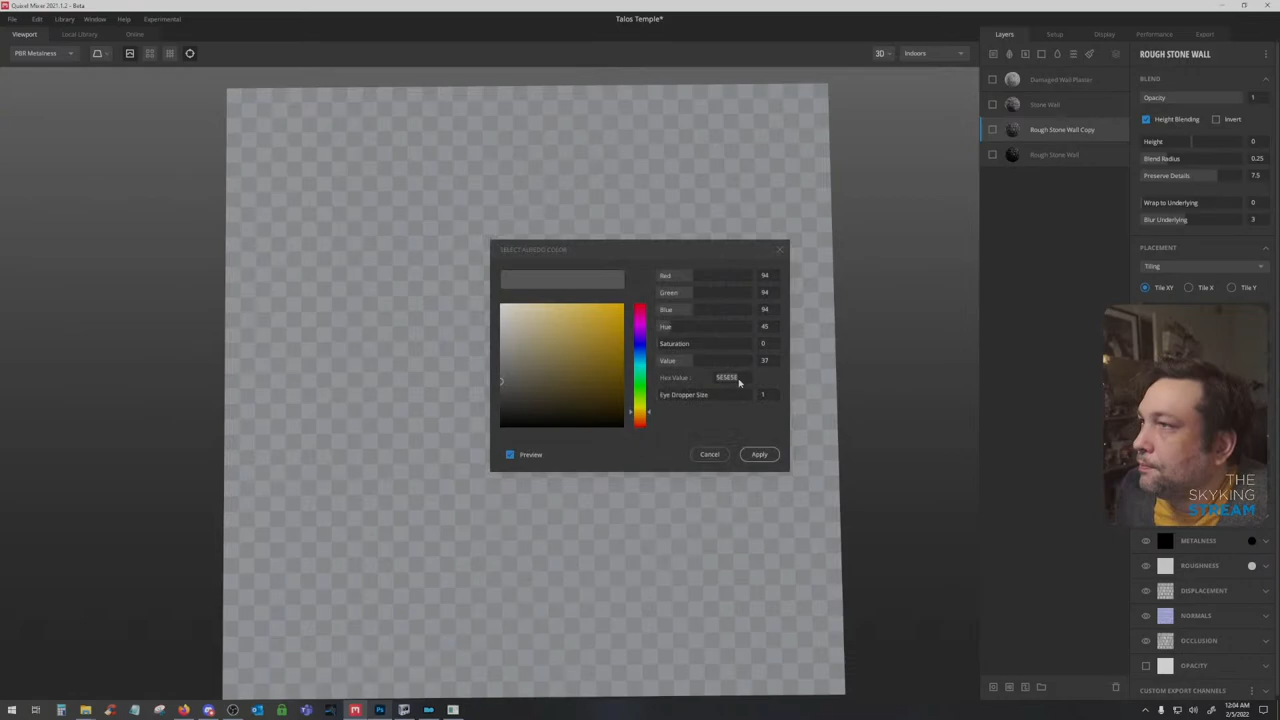 Quixel Mixer 2021.1.2 - Beta
File Edit Library Window Help Experimental
Talos Temple*
Viewport Local Library Online
Layers Setup Display Performance Export
PBR Metalness
3D
Indoors
Damaged Wall Plaster
Stone Wall
Rough Stone Wall Copy
Rough Stone Wall
ROUGH STONE WALL
BLEND
Opacity 1
Height Blending Invert
Height 0
Blend Radius 0.25
Preserve Details 7.5
Wrap to Underlying 0
Blur Underlying 3
PLACEMENT
Tiling
Tile XY Tile X Tile Y
SELECT ALBEDO COLOR
Red 94
Green 94
Blue 94
Hue 45
Saturation 0
Value 37
Hex Value : 5E5E5E
Eye Dropper Size 1
Preview
Cancel Apply
THE
SKYKING
STREAM
METALNESS
ROUGHNESS
DISPLACEMENT
NORMALS
OCCLUSION
OPACITY
CUSTOM EXPORT CHANNELS
12:04 AM
2/5/2022